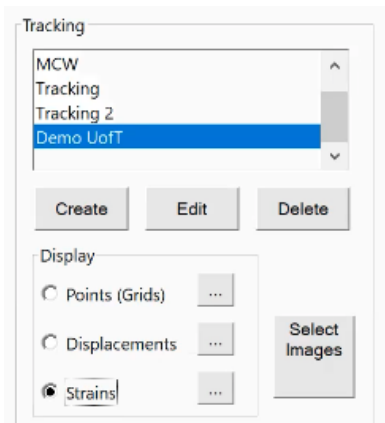 Tracking
MCW
Tracking
Tracking 2
Demo UofT
Create Edit Delete
Display
Points (Grids) ...
Displacements ...
Strains ...
Select
Images